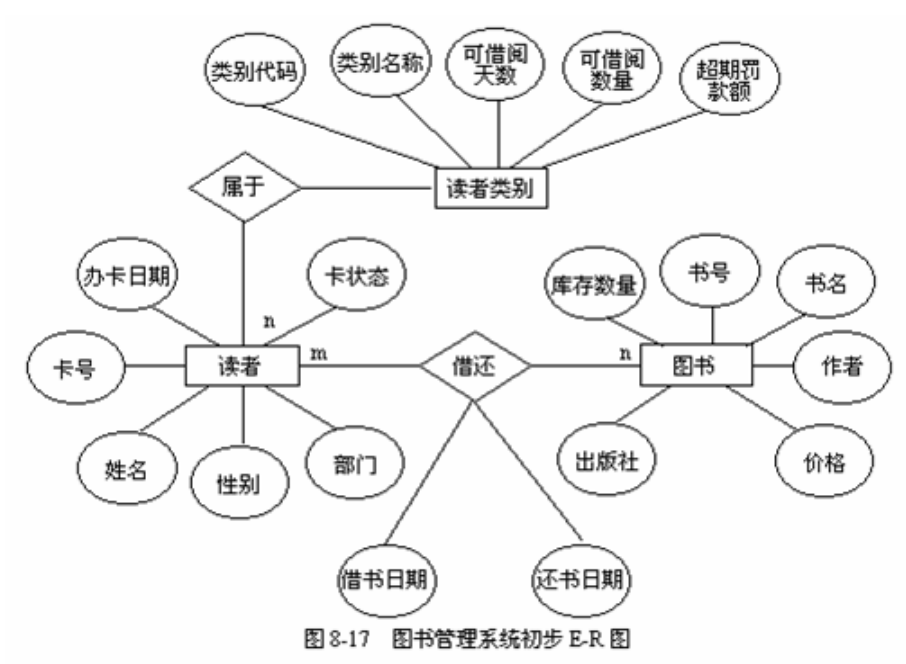 类别代码
类别名称
可借阅
天数
可借阅
数量
超期罚
款额
属于
读者类别
办卡日期
卡状态
库存数量
书号
书名
n
卡号
读者
m
借还
n
图书
作者
姓名
性别
部门
出版社
价格
借书日期
还书日期
图 8-17 图书管理系统初步 E-R 图